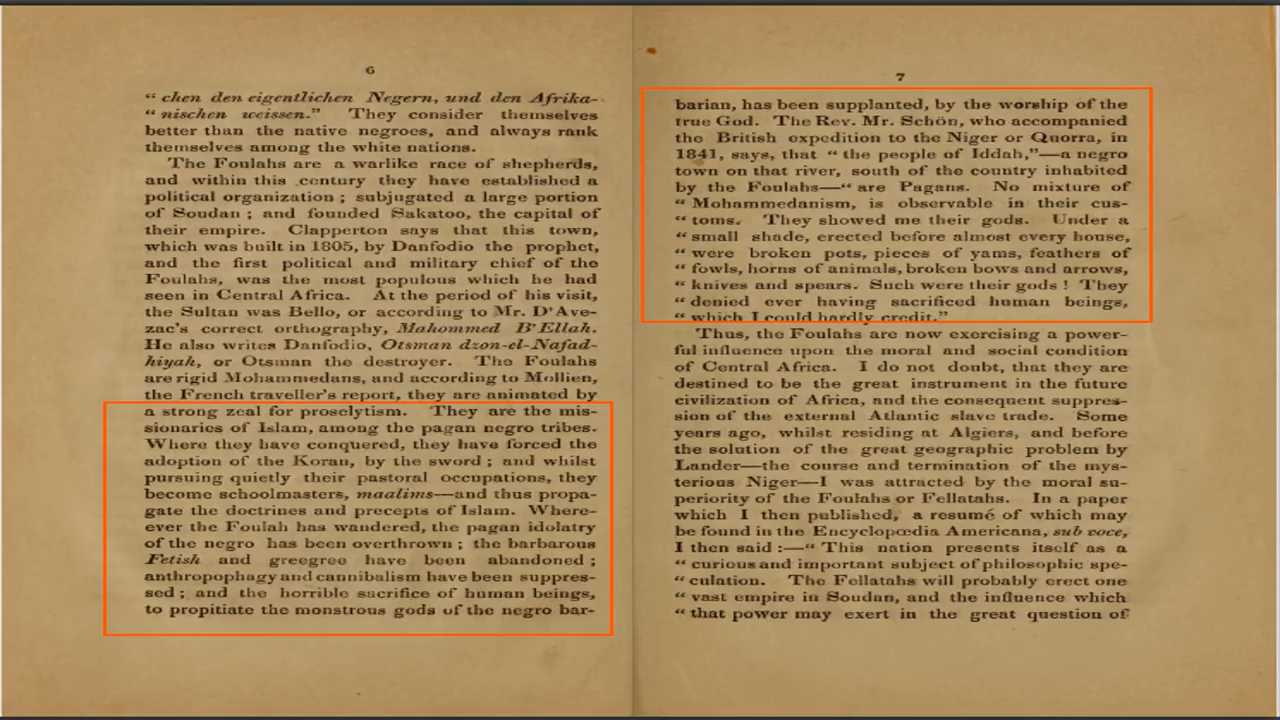 6
“ chen den eigentlichen Negern, und den Afrika-
“ nischen weissen.” They consider themselves
better than the native negroes, and always rank
themselves among the white nations.
The Foulahs are a warlike race of shepherds,
and within this century they have established a
political organization ; subjugated a large portion
of Soudan ; and founded Sakatoo, the capital of
their empire. Clapperton says that this town,
which was built in 1805, by Danfodio the prophet,
and the first political and military chief of the
Foulahs, was the most populous which he had
seen in Central Africa. At the period of his visit,
the Sultan was Bello, or according to Mr. D'Ave-
zac's correct orthography, Mahommed B'Ellah.
He also writes Danfodio, Otsman dzon-el-Nafad-
hiyah, or Otsman the destroyer. The Foulahs
are rigid Mohammedans, and according to Mollien,
the French traveller's report, they are animated by
a strong zeal for proselytism. They are the mis-
sionaries of Islam, among the pagan negro tribes.
Where they have conquered, they have forced the
adoption of the Koran, by the sword ; and whilst
pursuing quietly their pastoral occupations, they
become schoolmasters, maalims—and thus propa-
gate the doctrines and precepts of Islam. Where-
ever the Foulah has wandered, the pagan idolatry
of the negro has been overthrown ; the barbarous
Fetish and greegree have been abandoned ;
anthropophagy and cannibalism have been suppres-
sed ; and the horrible sacrifice of human beings,
to propitiate the monstrous gods of the negro bar-
7
barian, has been supplanted, by the worship of the
true God. The Rev. Mr. Schön, who accompanied
the British expedition to the Niger or Quorra, in
1841, says, that “ the people of Iddah,”—a negro
town on that river, south of the country inhabited
by the Foulahs—“ are Pagans. No mixture of
“ Mohammedanism, is observable in their cus-
“ toms. They showed me their gods. Under a
“ small shade, erected before almost every house,
“ were broken pots, pieces of yams, feathers of
“ fowls, horns of animals, broken bows and arrows,
“ knives and spears. Such were their gods ! They
“ denied ever having sacrificed human beings,
“ which I could hardly credit.”
Thus, the Foulahs are now exercising a power-
ful influence upon the moral and social condition
of Central Africa. I do not doubt, that they are
destined to be the great instrument in the future
civilization of Africa, and the consequent suppres-
sion of the external Atlantic slave trade. Some
years ago, whilst residing at Algiers, and before
the solution of the great geographic problem by
Lander—the course and termination of the mys-
terious Niger—I was attracted by the moral su-
periority of the Foulahs or Fellatahs. In a paper
which I then published, a resumé of which may
be found in the Encyclopœdia Americana, sub voce,
I then said :—“ This nation presents itself as a
“ curious and important subject of philosophic spe-
“ culation. The Fellatahs will probably erect one
“ vast empire in Soudan, and the influence which
“ that power may exert in the great question of